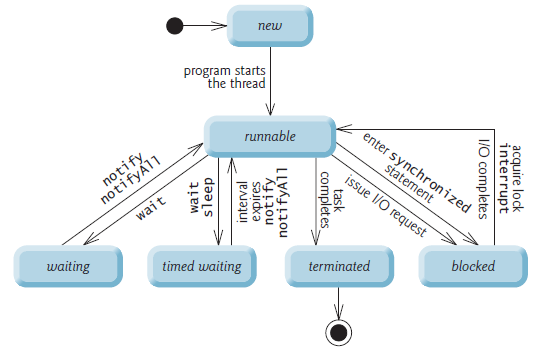 new
program starts
the thread
runnable
notify
notifyAll
wait
wait
sleep
interval
expires
notify
notifyAll
task
completes
enter synchronized
statement
issue I/O request
I/O completes
interrupt
acquire lock
waiting
timed waiting
terminated
blocked